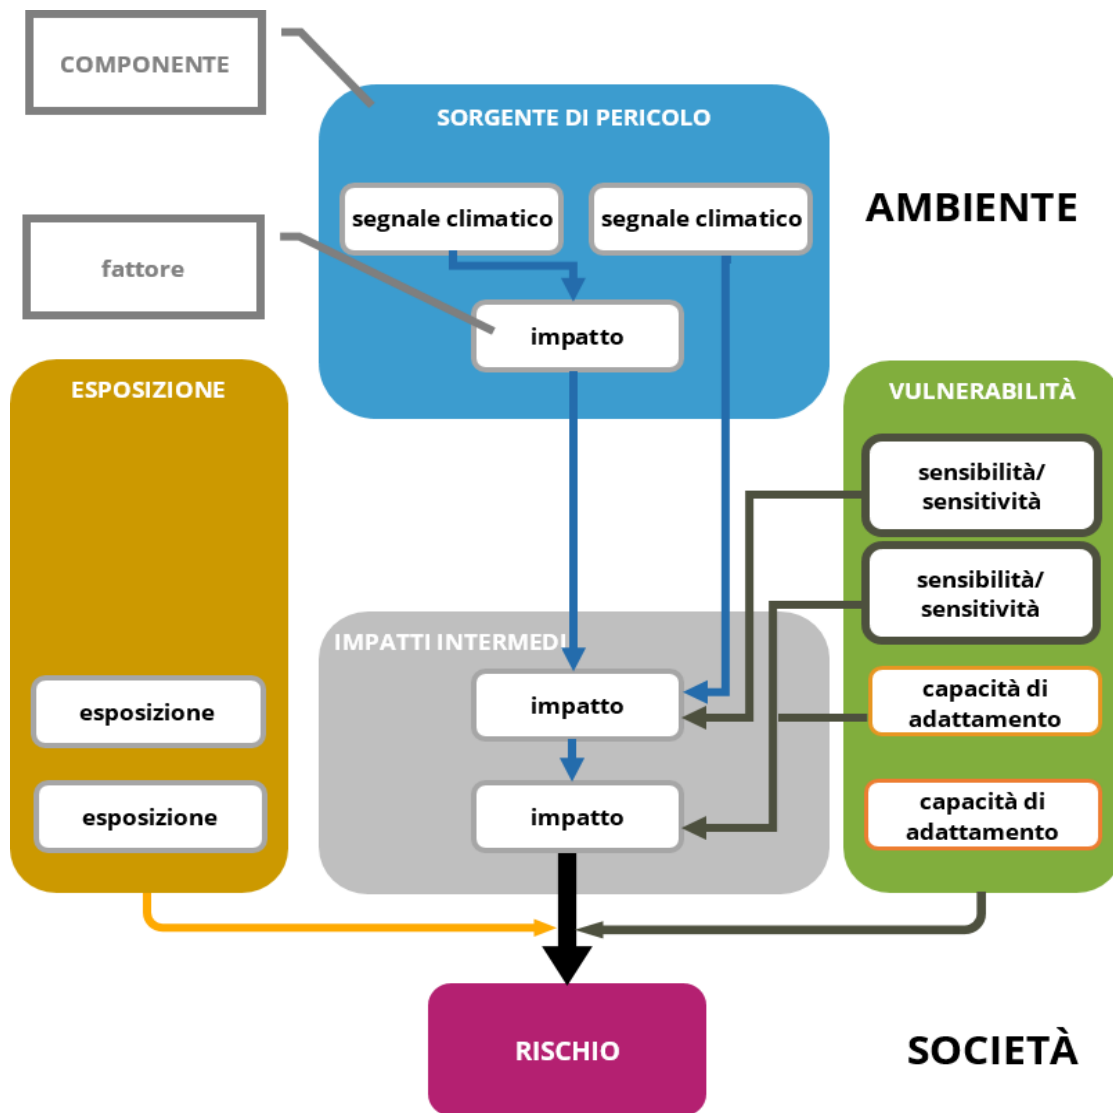 COMPONENTE
SORGENTE DI PERICOLO
segnale climatico
segnale climatico
AMBIENTE
fattore
impatto
ESPOSIZIONE
VULNERABILITÀ
sensibilità/
sensitività
sensibilità/
sensitività
IMPATTI INTERMEDI
esposizione
impatto
capacità di
adattamento
esposizione
impatto
capacità di
adattamento
RISCHIO
SOCIETÀ